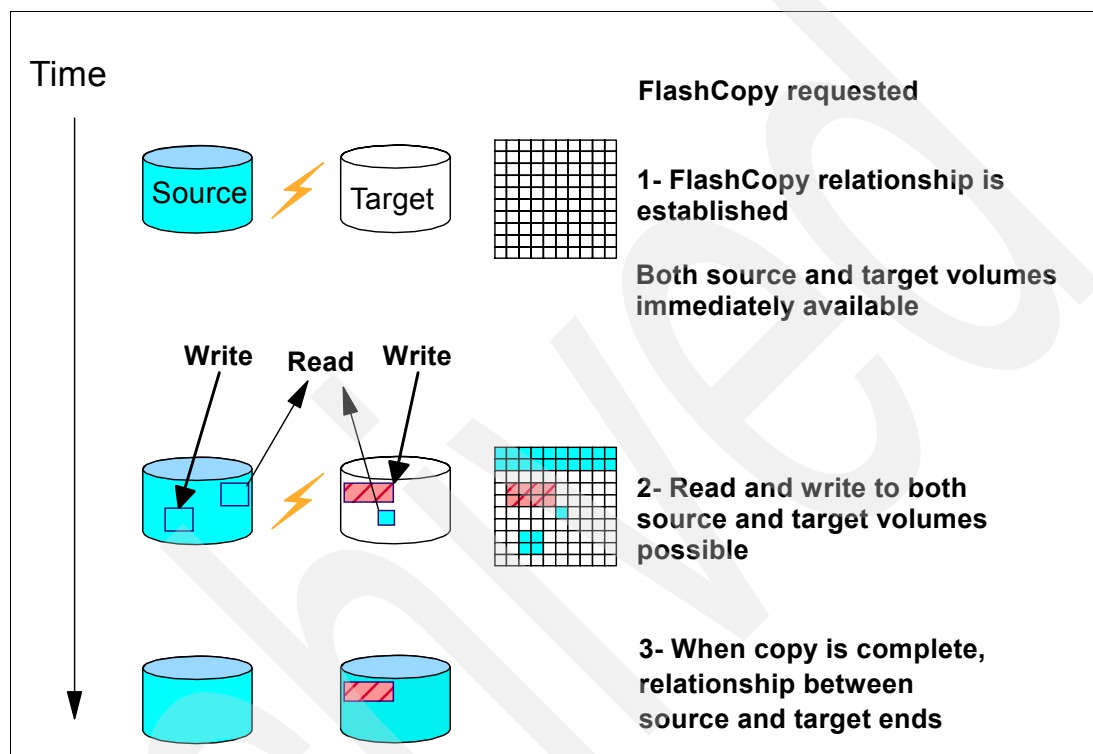 Time
FlashCopy requested
Source
Target
1- FlashCopy relationship is
established
Both source and target volumes
immediately available
Write
Read
Write
2- Read and write to both
source and target volumes
possible
3- When copy is complete,
relationship between
source and target ends